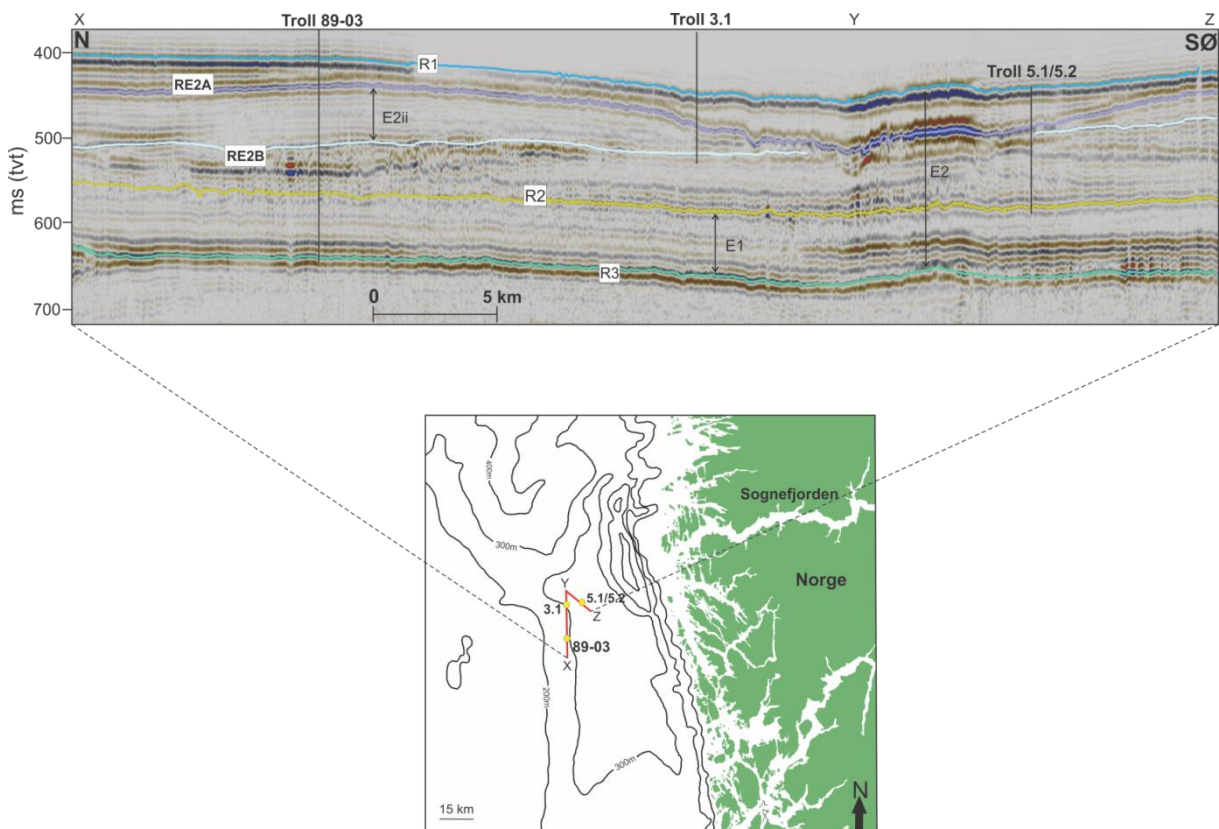 X Troll 89-03 Troll 3.1 Y Z
N SØ
400
R1
Troll 5.1/5.2
RE2A
E2ii
500
RE2B
E2
ms (tvt)
R2
600
E1
R3
0 5 km
700
400m
Sognefjorden
300m
Norge
Y
5.1/5.2
3.1
Z
89-03
X
200m
300m
15 km
N